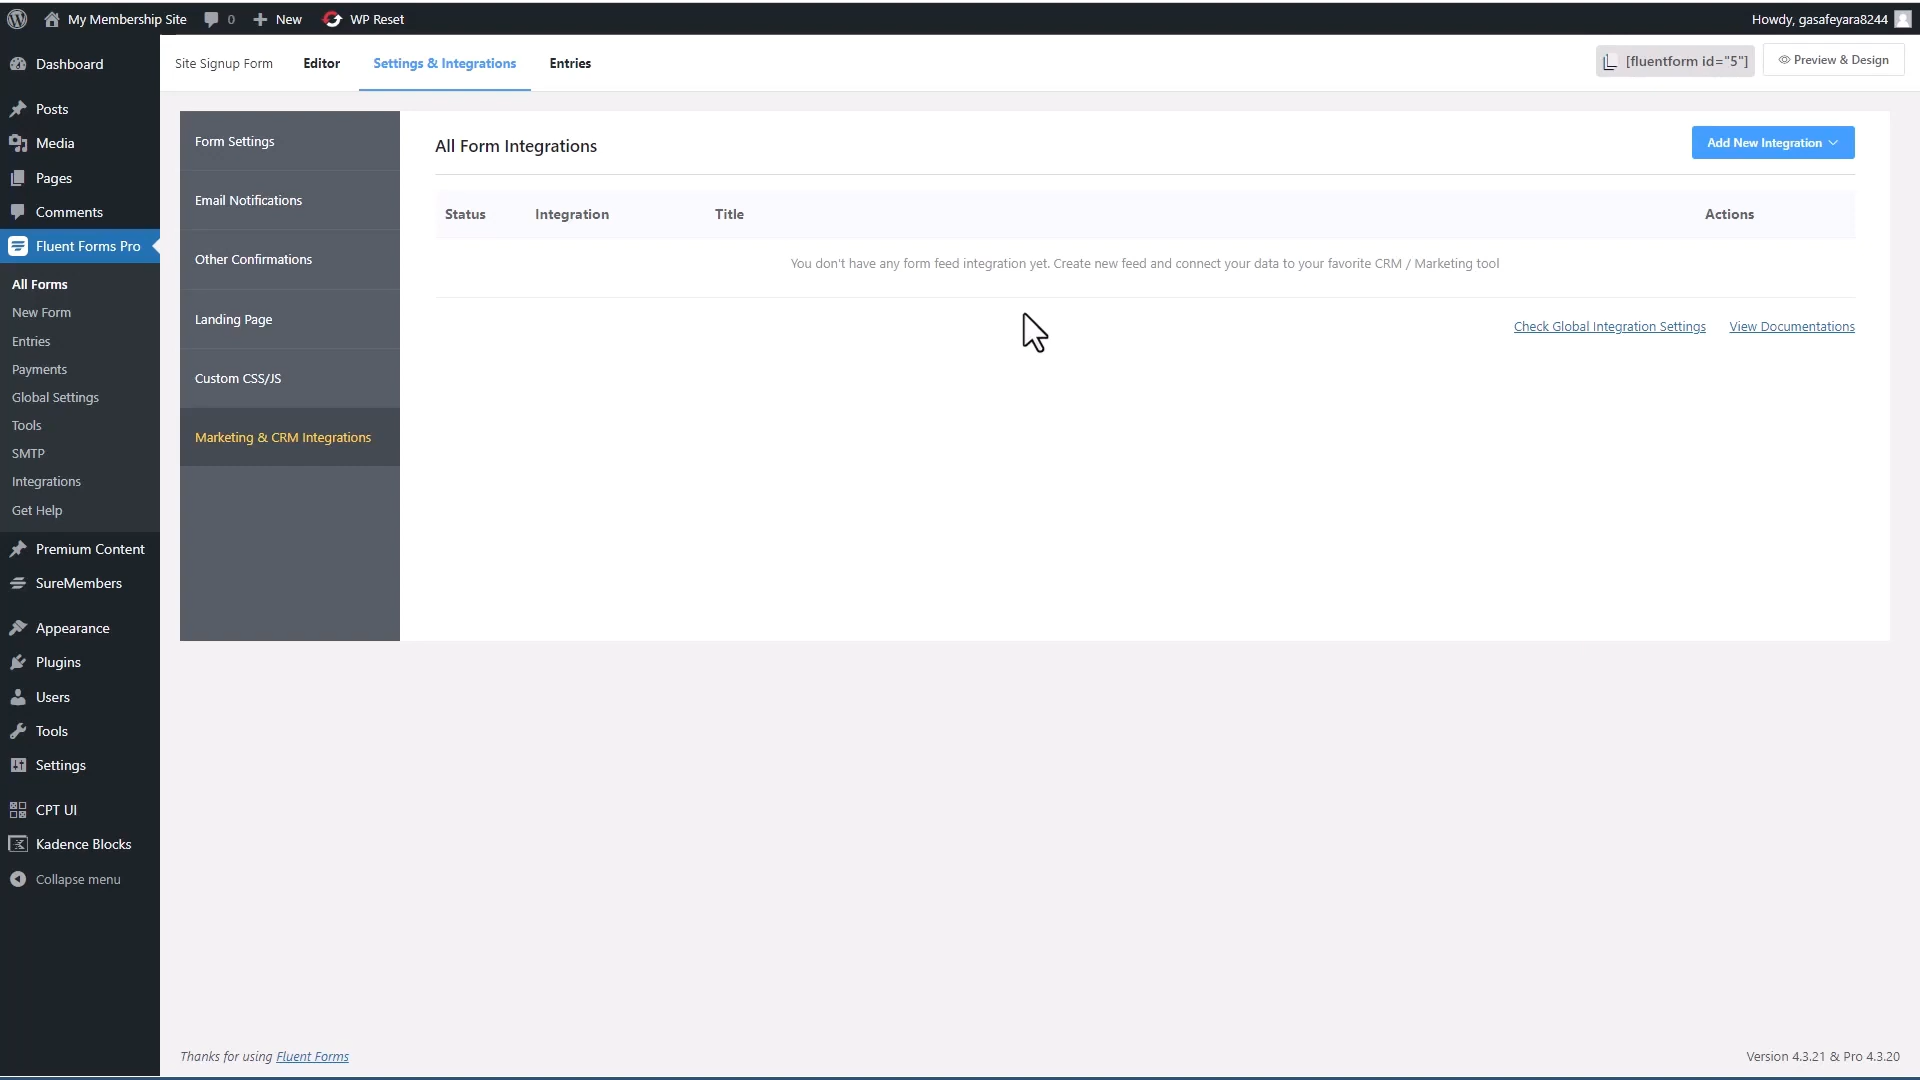 My Membership Site 0 New WP Reset Howdy, gasafeyara8244
Dashboard
Posts
Media
Pages
Comments
Fluent Forms Pro
All Forms
New Form
Entries
Payments
Global Settings
Tools
SMTP
Integrations
Get Help
Premium Content
SureMembers
Appearance
Plugins
Users
Tools
Settings
CPT UI
Kadence Blocks
Collapse menu
Site Signup Form Editor Settings & Integrations Entries [fluentform id="5"] Preview & Design
Form Settings
Email Notifications
Other Confirmations
Landing Page
Custom CSS/JS
Marketing & CRM Integrations
All Form Integrations Add New Integration
Status Integration Title Actions
You don't have any form feed integration yet. Create new feed and connect your data to your favorite CRM / Marketing tool
Check Global Integration Settings View Documentations
Thanks for using Fluent Forms Version 4.3.21 & Pro 4.3.20